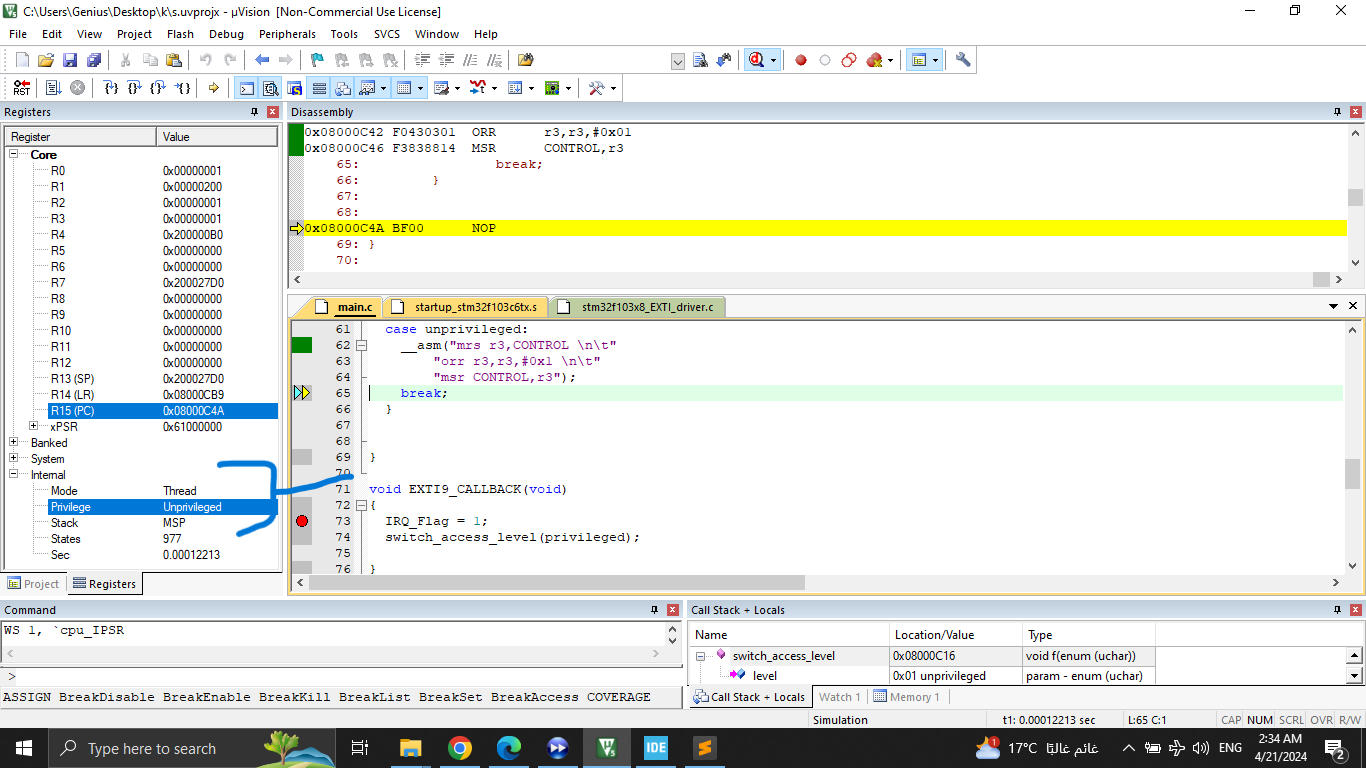 C:\Users\Genius\Desktop\k\s.uvprojx - µVision [Non-Commercial Use License]
File Edit View Project Flash Debug Peripherals Tools SVCS Window Help
Registers
Register Value
Core
R0 0x00000001
R1 0x00000200
R2 0x00000001
R3 0x00000001
R4 0x200000B0
R5 0x00000000
R6 0x00000000
R7 0x200027D0
R8 0x00000000
R9 0x00000000
R10 0x00000000
R11 0x00000000
R12 0x00000000
R13 (SP) 0x200027D0
R14 (LR) 0x08000CB9
R15 (PC) 0x08000C4A
xPSR 0x61000000
Banked
System
Internal
Mode Thread
Privilege Unprivileged
Stack MSP
States 977
Sec 0.00012213
Project Registers
Disassembly
0x08000C42 F0430301 ORR r3,r3,#0x01
0x08000C46 F3838814 MSR CONTROL,r3
65: break;
66: }
67:
68:
0x08000C4A BF00 NOP
69: }
70:
main.c startup_stm32f103c6tx.s stm32f103x8_EXTI_driver.c
61 case unprivileged:
62 __asm("mrs r3,CONTROL \n\t"
63 "orr r3,r3,#0x1 \n\t"
64 "msr CONTROL,r3");
65 break;
66 }
67
68
69 }
70
71 void EXTI9_CALLBACK(void)
72 {
73 IRQ_Flag = 1;
74 switch_access_level(privileged);
75
76 }
Command
WS 1, `cpu_IPSR
>
ASSIGN BreakDisable BreakEnable BreakKill BreakList BreakSet BreakAccess COVERAGE
Call Stack + Locals
Name Location/Value Type
switch_access_level 0x08000C16 void f(enum (uchar))
level 0x01 unprivileged param - enum (uchar)
Call Stack + Locals Watch 1 Memory 1
Simulation t1: 0.00012213 sec L:65 C:1 CAP NUM SCRL OVR R/W
Type here to search
IDE
17°C غائم غالبًا
ENG
2:34 AM
4/21/2024
2